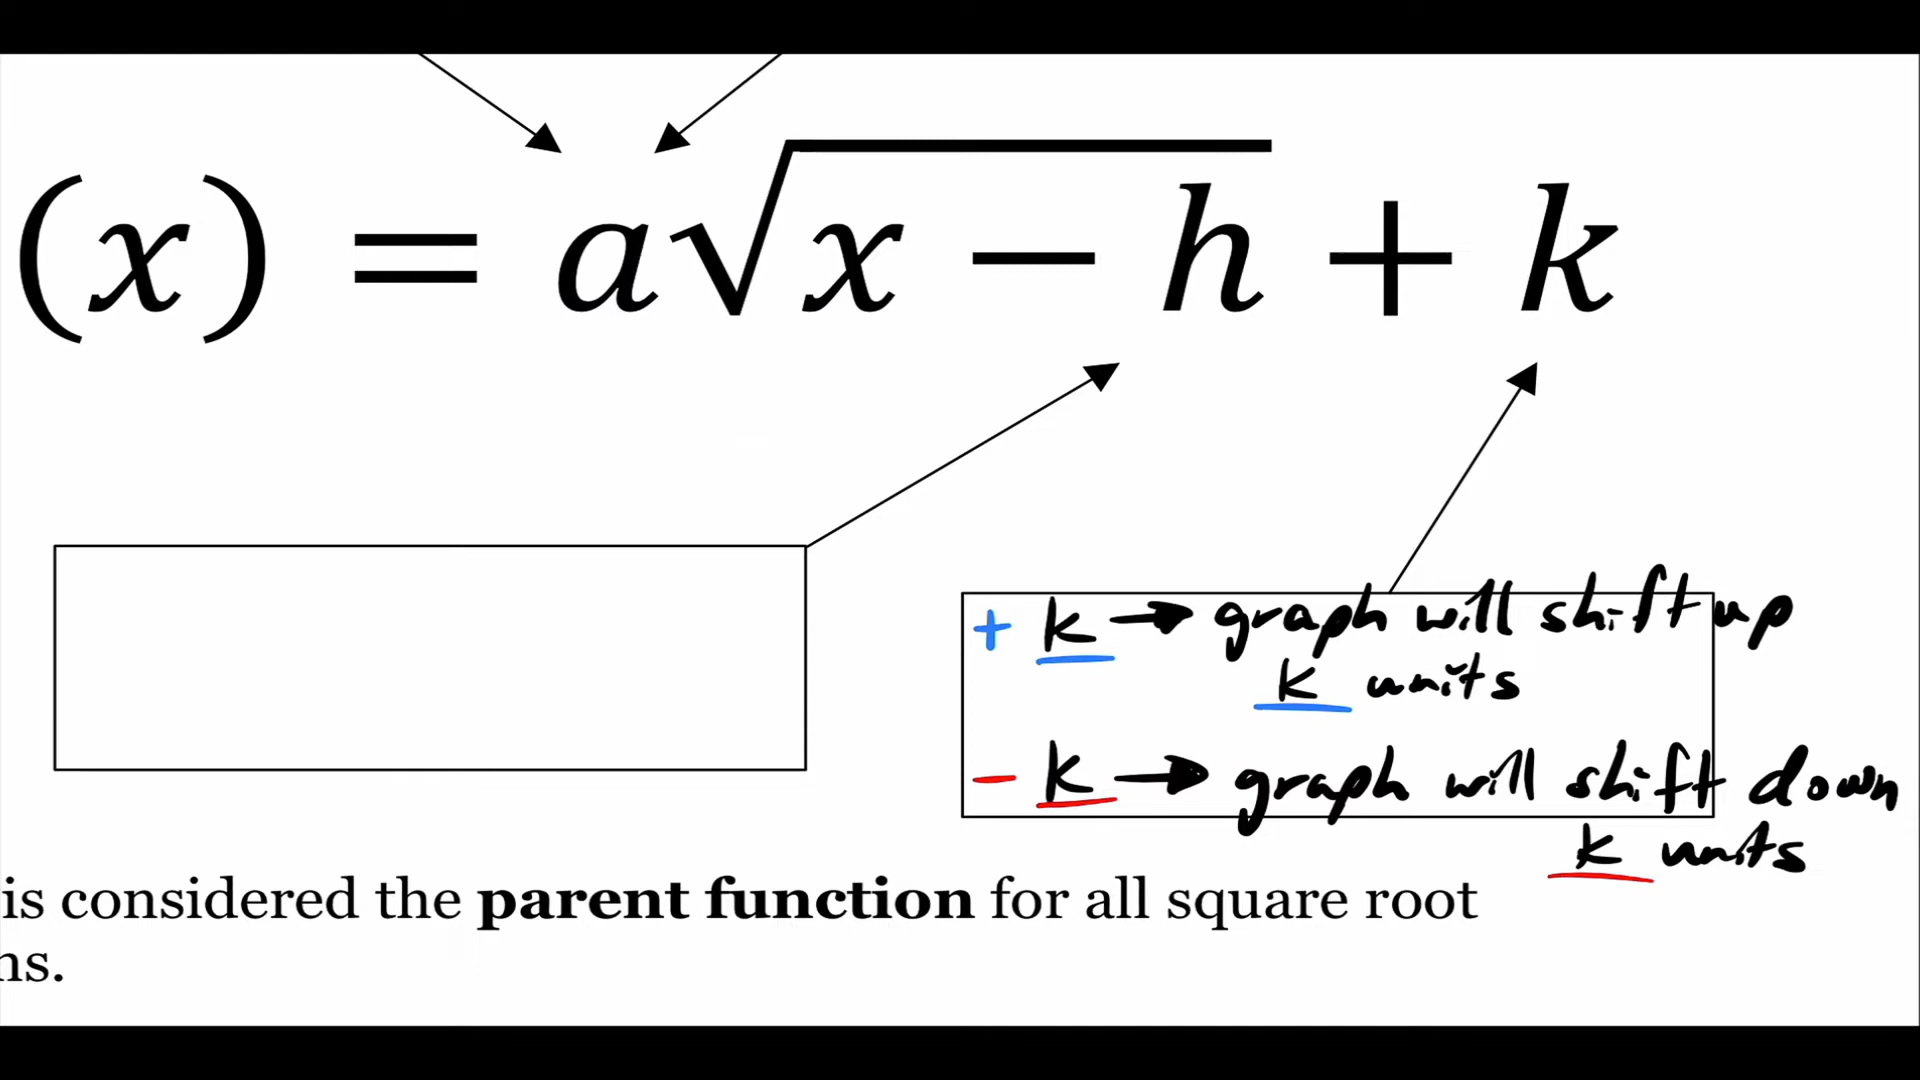 (x) = a√x − h + k
+ k → graph will shift up
k units
− k → graph will shift down
k units
is considered the parent function for all square root
ns.